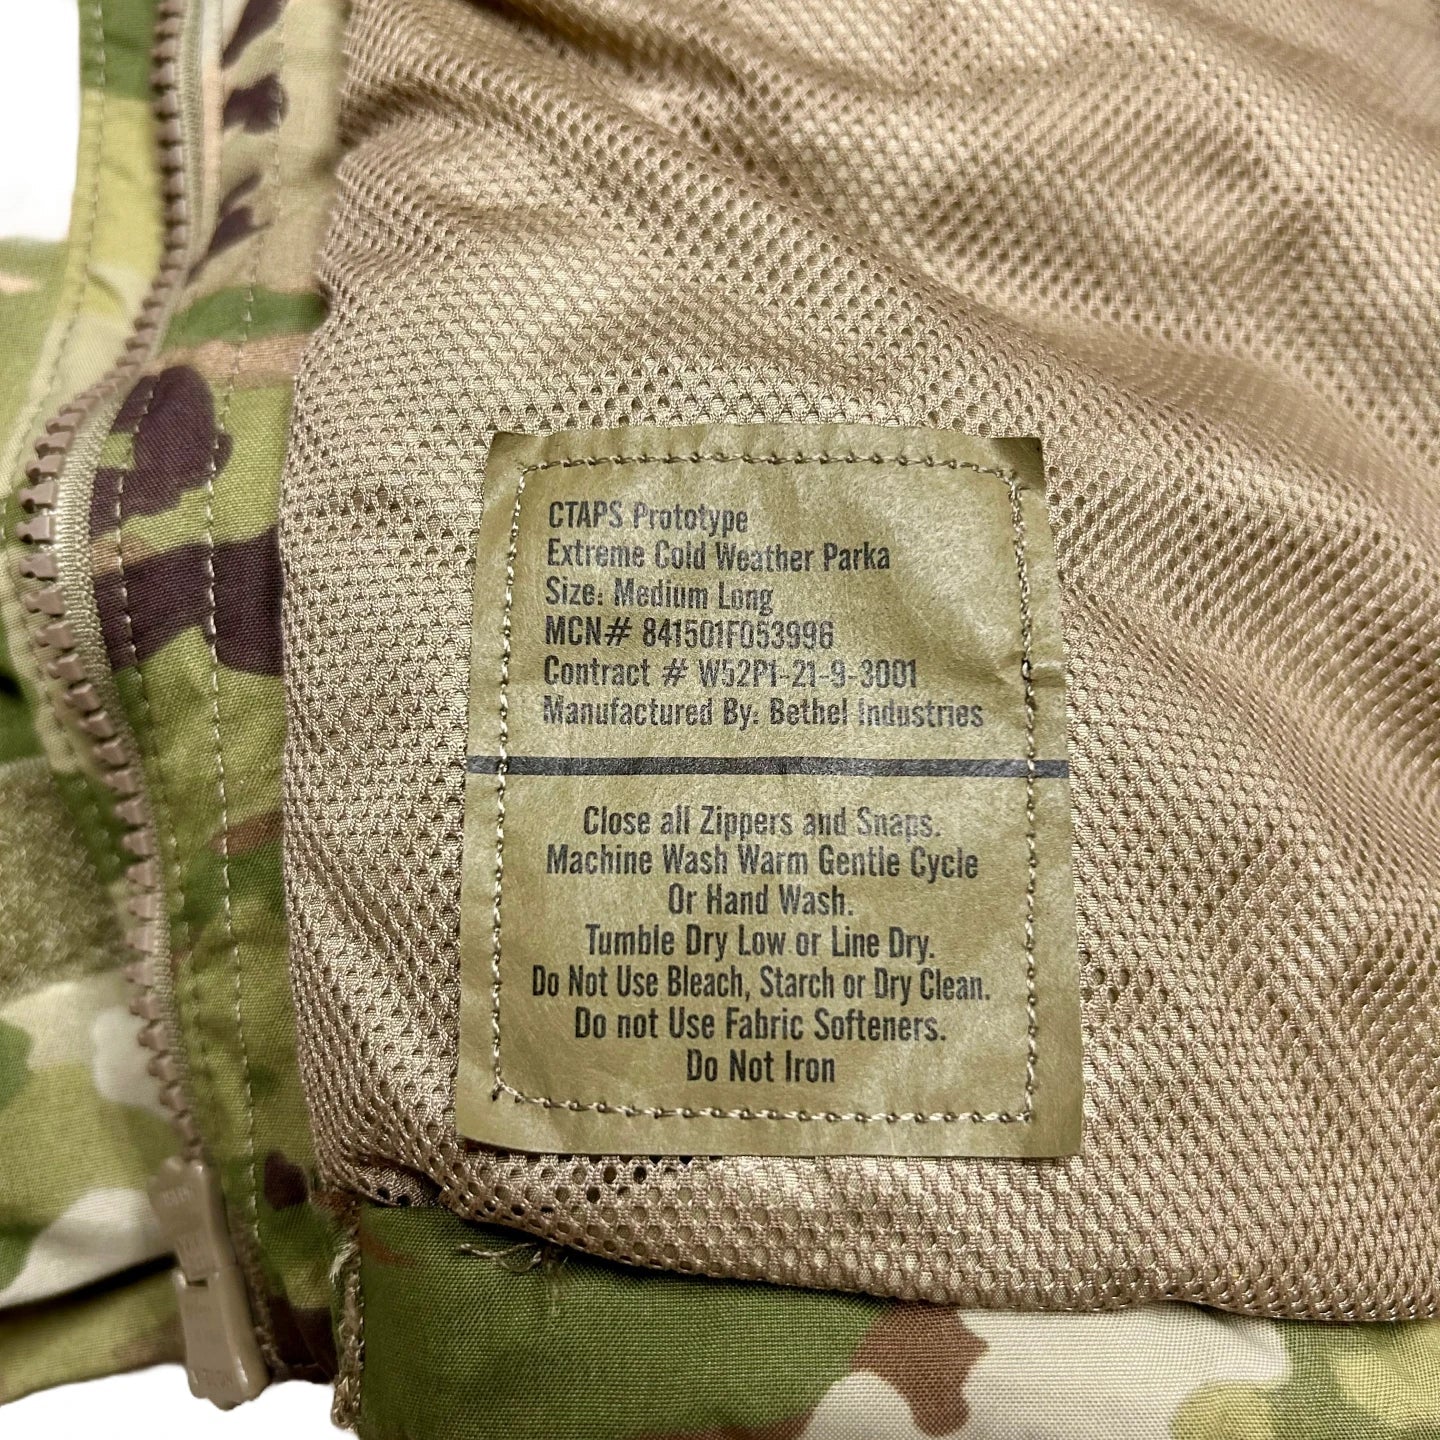 CTAPS Prototype
Extreme Cold Weather Parka
Size: Medium Long
MCN# 841501F053996
Contract # W52P1-21-9-3001
Manufactured By: Bethel Industries
Close all Zippers and Snaps.
Machine Wash Warm Gentle Cycle
Or Hand Wash.
Tumble Dry Low or Line Dry.
Do Not Use Bleach, Starch or Dry Clean.
Do not Use Fabric Softeners.
Do Not Iron